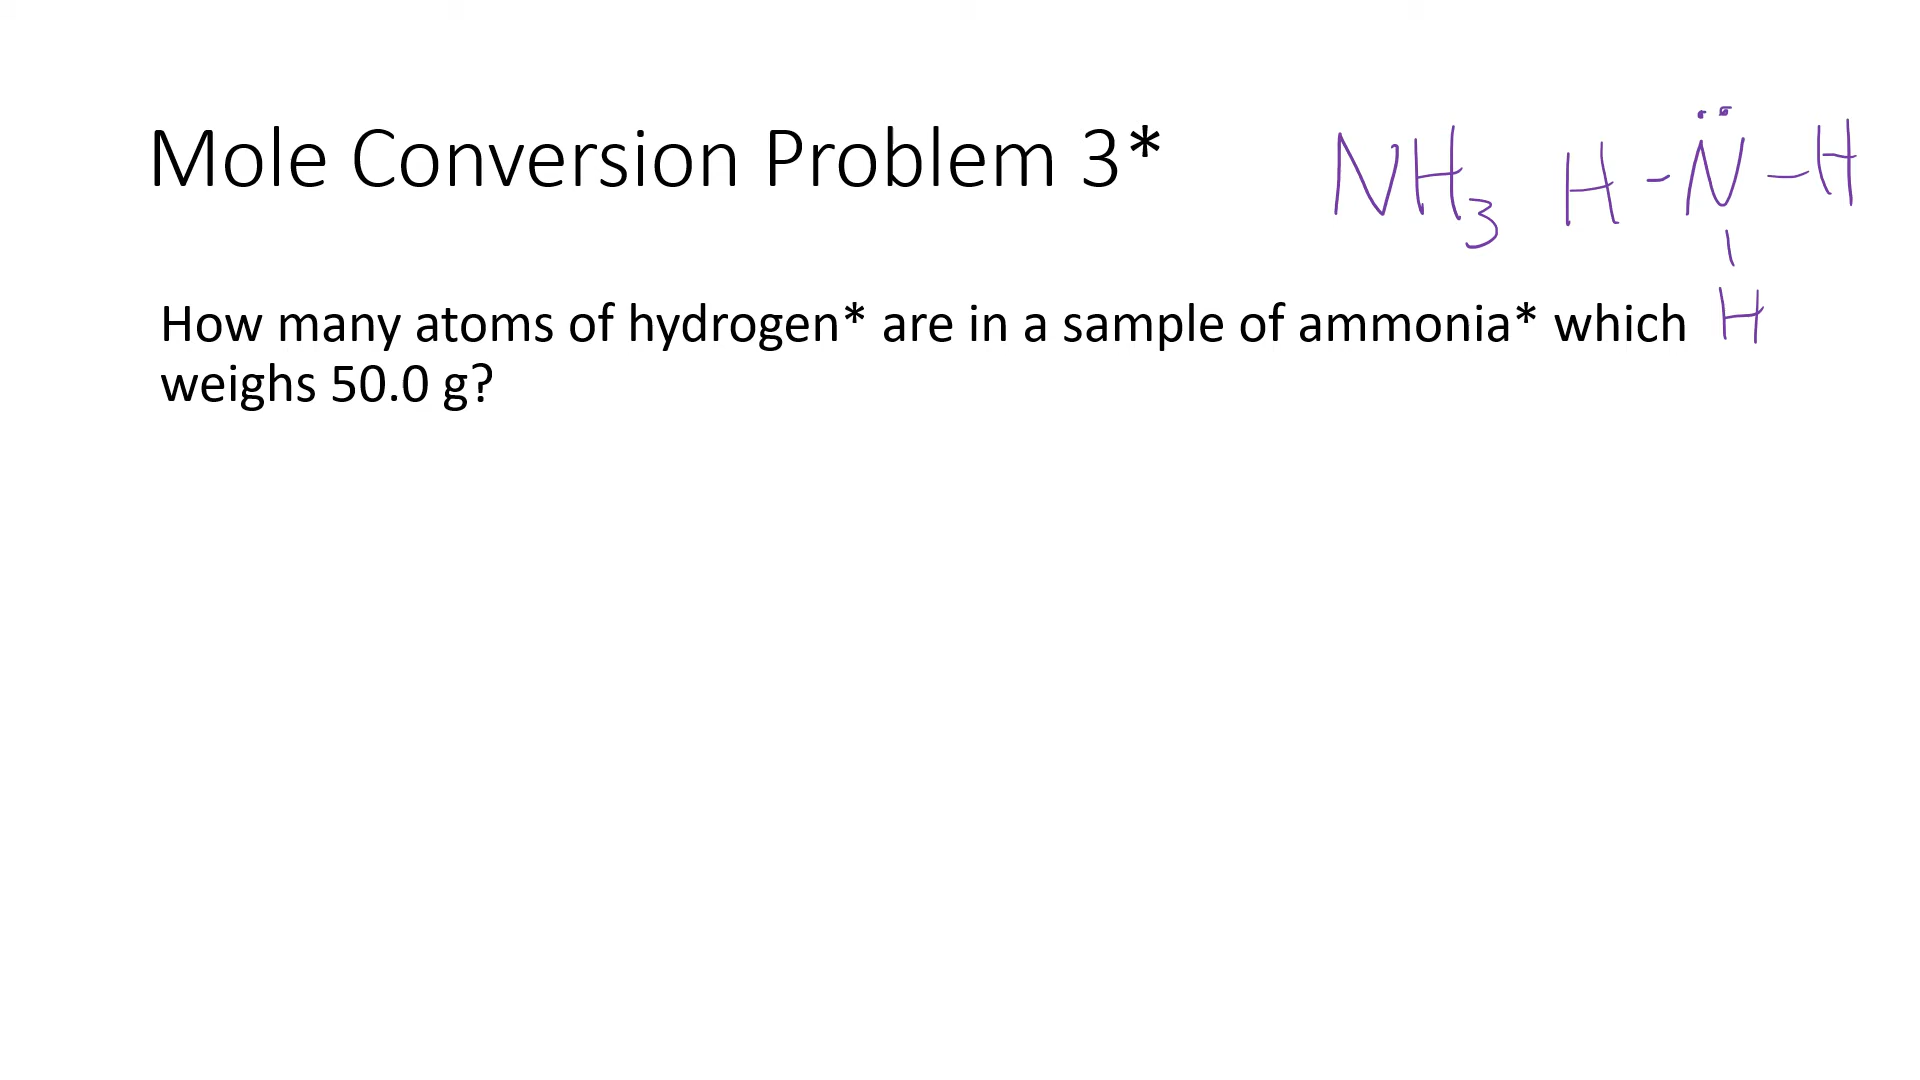 Mole Conversion Problem 3*
NH₃ H - N̈ - H
|
H
How many atoms of hydrogen* are in a sample of ammonia* which
weighs 50.0 g?